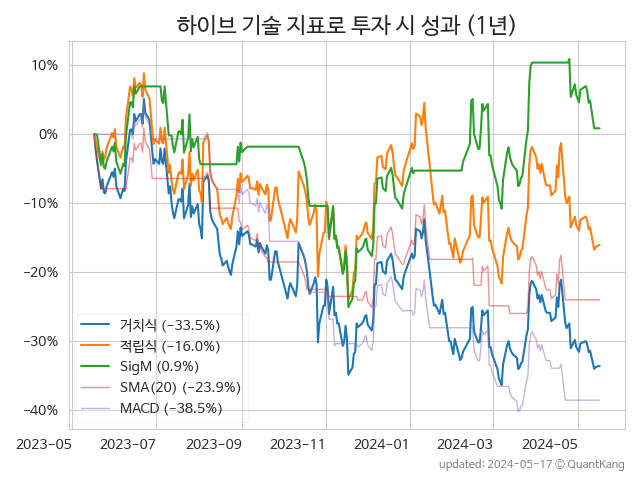 하이브 기술 지표로 투자 시 성과 (1년)
10%
0%
−10%
−20%
−30%
−40%
거치식 (−33.5%)
적립식 (−16.0%)
SigM (0.9%)
SMA(20) (−23.9%)
MACD (−38.5%)
2023−05 2023−07 2023−09 2023−11 2024−01 2024−03 2024−05
updated: 2024-05-17 © QuantKang